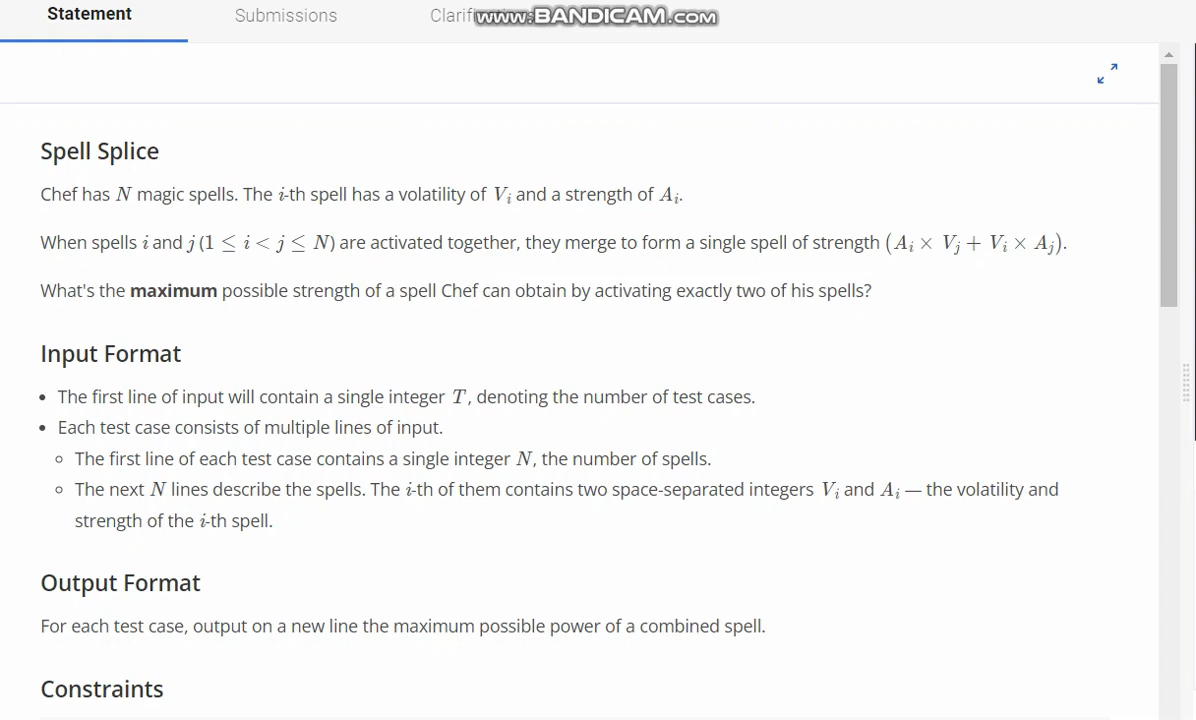 Statement
Submissions
Clarif
www.BANDICAM.COM
Spell Splice
Chef has N magic spells. The i-th spell has a volatility of Vᵢ and a strength of Aᵢ.
When spells i and j (1 ≤ i < j ≤ N) are activated together, they merge to form a single spell of strength (Aᵢ × Vⱼ + Vᵢ × Aⱼ).
What's the maximum possible strength of a spell Chef can obtain by activating exactly two of his spells?
Input Format
• The first line of input will contain a single integer T, denoting the number of test cases.
• Each test case consists of multiple lines of input.
◦ The first line of each test case contains a single integer N, the number of spells.
◦ The next N lines describe the spells. The i-th of them contains two space-separated integers Vᵢ and Aᵢ — the volatility and
strength of the i-th spell.
Output Format
For each test case, output on a new line the maximum possible power of a combined spell.
Constraints